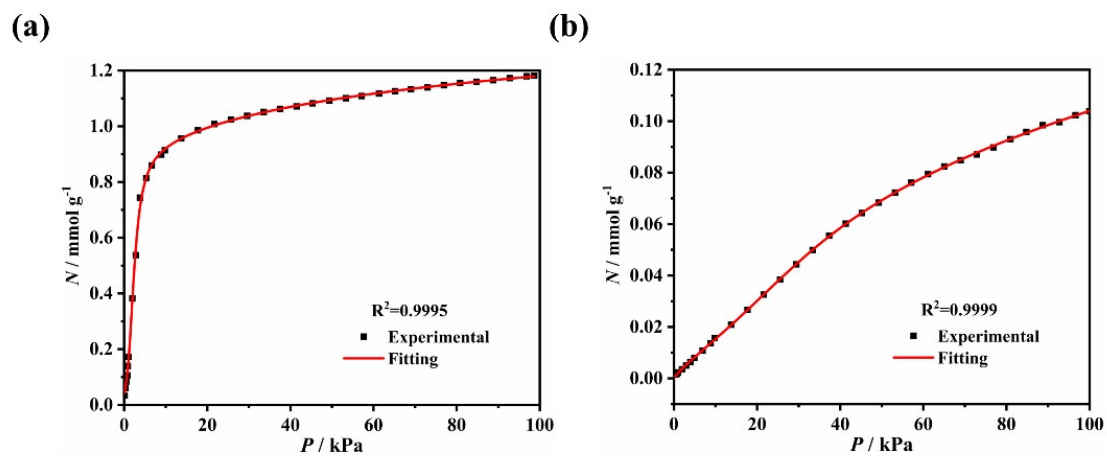 (a)
(b)
1.2
1.0
0.8
0.6
0.4
0.2
0.0
N / mmol g⁻¹
R²=0.9995
Experimental
Fitting
0 20 40 60 80 100
P / kPa
0.12
0.10
0.08
0.06
0.04
0.02
0.00
N / mmol g⁻¹
R²=0.9999
Experimental
Fitting
0 20 40 60 80 100
P / kPa